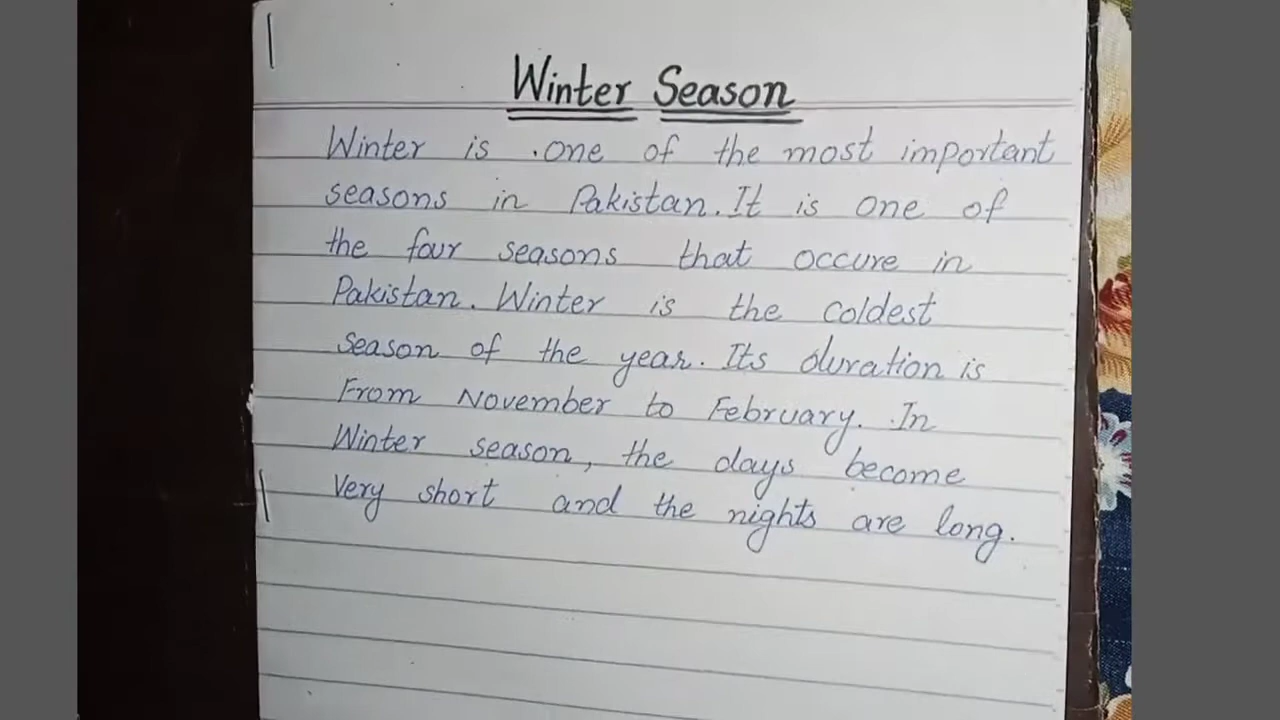 Winter Season
Winter is one of the most important
seasons in Pakistan. It is one of
the four seasons that occure in
Pakistan. Winter is the coldest
season of the year. Its duration is
From November to February. In
Winter season, the days become
Very short and the nights are long.